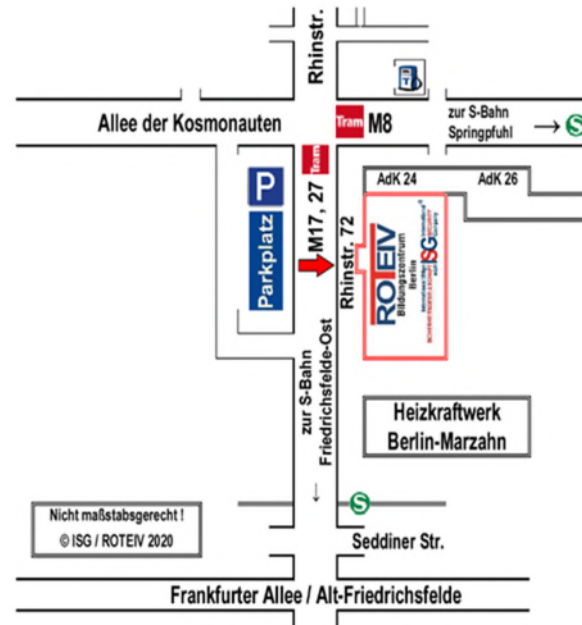 Rhinstr.
Allee der Kosmonauten
Tram M8
zur S-Bahn
Springpfuhl → S
Tram
M17, 27
P
Parkplatz
Rhinstr. 72
AdK 24
AdK 26
ROTEIV
Bildungszentrum
Berlin
ISG
zur S-Bahn
Friedrichsfelde-Ost
Heizkraftwerk
Berlin-Marzahn
S
Nicht maßstabsgerecht !
© ISG / ROTEIV 2020
Seddiner Str.
Frankfurter Allee / Alt-Friedrichsfelde